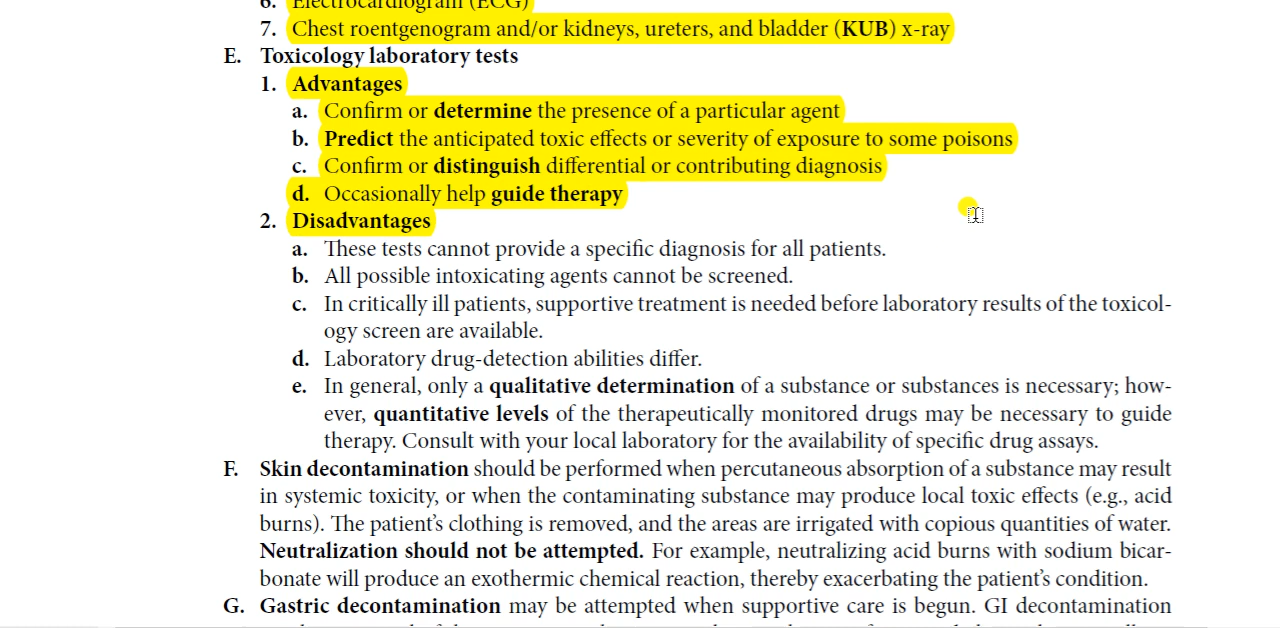 6. Electrocardiogram (ECG)
7. Chest roentgenogram and/or kidneys, ureters, and bladder (KUB) x-ray
E. Toxicology laboratory tests
1. Advantages
a. Confirm or determine the presence of a particular agent
b. Predict the anticipated toxic effects or severity of exposure to some poisons
c. Confirm or distinguish differential or contributing diagnosis
d. Occasionally help guide therapy
2. Disadvantages
a. These tests cannot provide a specific diagnosis for all patients.
b. All possible intoxicating agents cannot be screened.
c. In critically ill patients, supportive treatment is needed before laboratory results of the toxicol-
ogy screen are available.
d. Laboratory drug-detection abilities differ.
e. In general, only a qualitative determination of a substance or substances is necessary; how-
ever, quantitative levels of the therapeutically monitored drugs may be necessary to guide
therapy. Consult with your local laboratory for the availability of specific drug assays.
F. Skin decontamination should be performed when percutaneous absorption of a substance may result
in systemic toxicity, or when the contaminating substance may produce local toxic effects (e.g., acid
burns). The patient's clothing is removed, and the areas are irrigated with copious quantities of water.
Neutralization should not be attempted. For example, neutralizing acid burns with sodium bicar-
bonate will produce an exothermic chemical reaction, thereby exacerbating the patient's condition.
G. Gastric decontamination may be attempted when supportive care is begun. GI decontamination